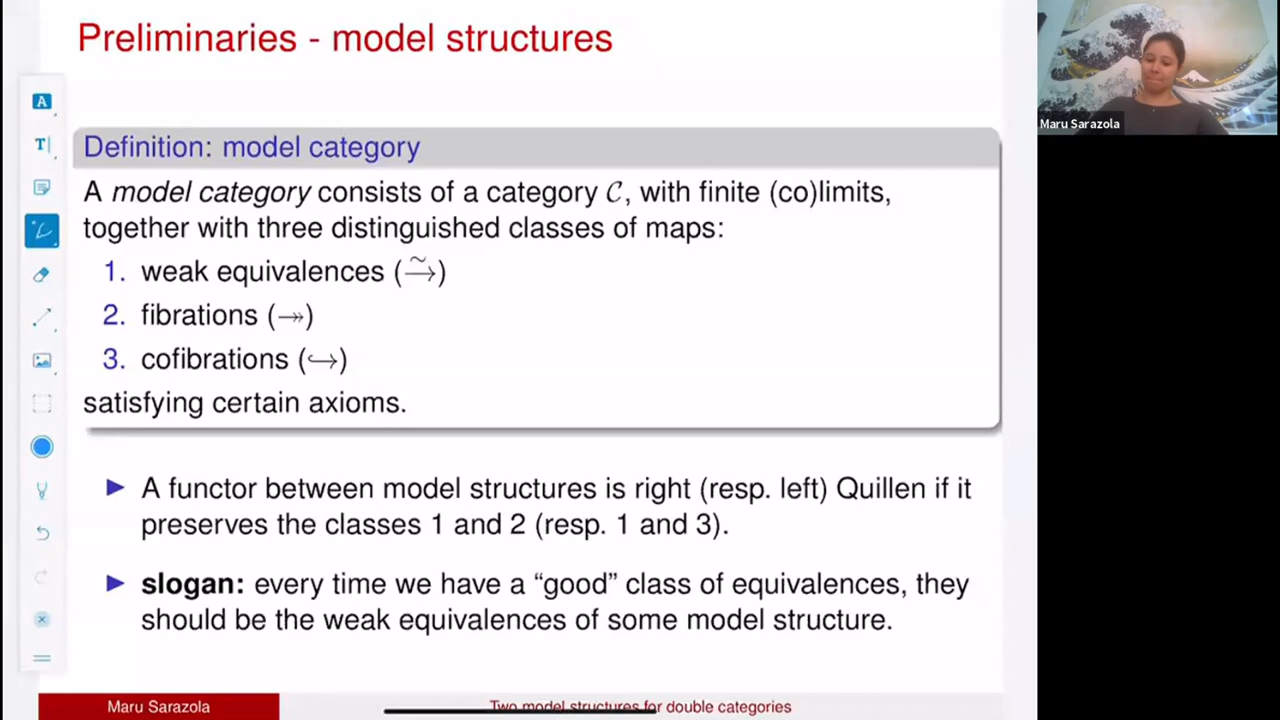 Preliminaries - model structures
Definition: model category
A model category consists of a category 𝒞, with finite (co)limits,
together with three distinguished classes of maps:
1. weak equivalences (⥲)
2. fibrations (↠)
3. cofibrations (↪)
satisfying certain axioms.
▶ A functor between model structures is right (resp. left) Quillen if it
preserves the classes 1 and 2 (resp. 1 and 3).
▶ slogan: every time we have a “good” class of equivalences, they
should be the weak equivalences of some model structure.
Maru Sarazola
Two model structures for double categories
Maru Sarazola
A
T